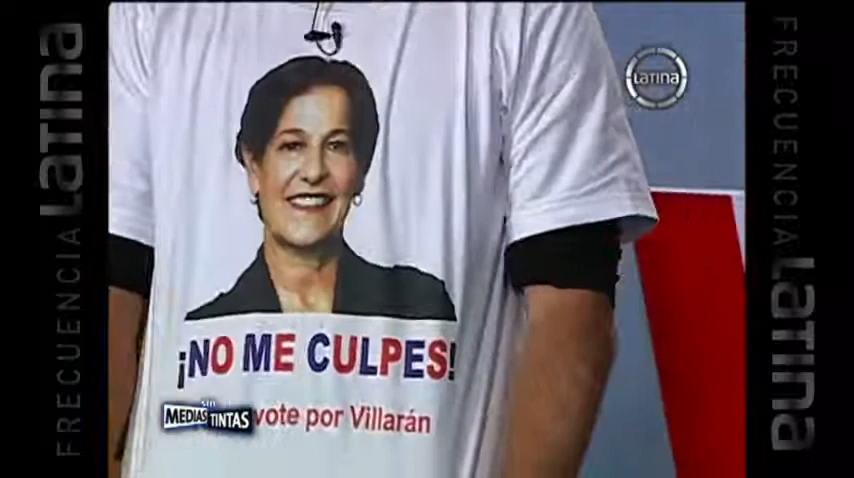 FRECUENCIA Latina
LATINA
¡NO ME CULPES!
vote por Villarán
sin
MEDIAS TINTAS
FRECUENCIA Latina